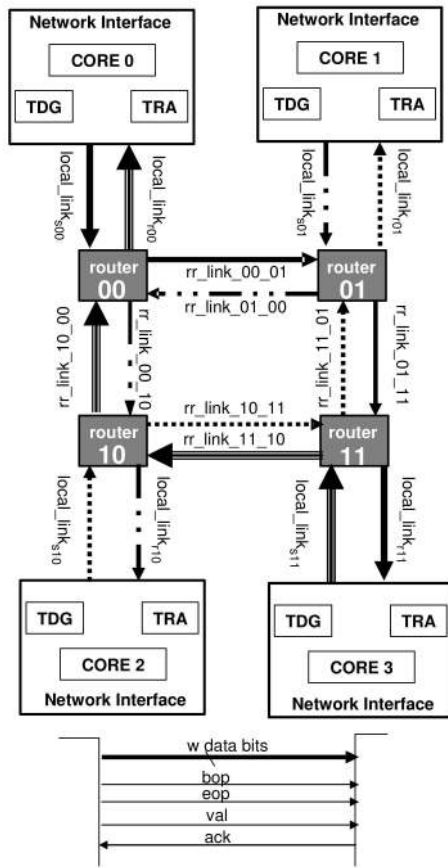 Network Interface
CORE 0
TDG
TRA
Network Interface
CORE 1
TDG
TRA
local_link_s00
local_link_r00
local_link_s01
local_link_r01
router
00
rr_link_00_01
rr_link_01_00
router
01
rr_link_10_00
rr_link_00_10
rr_link_11_01
rr_link_01_11
router
10
rr_link_10_11
rr_link_11_10
router
11
local_link_s10
local_link_r10
local_link_s11
local_link_r11
TDG
TRA
CORE 2
Network Interface
TDG
TRA
CORE 3
Network Interface
w data bits
bop
eop
val
ack